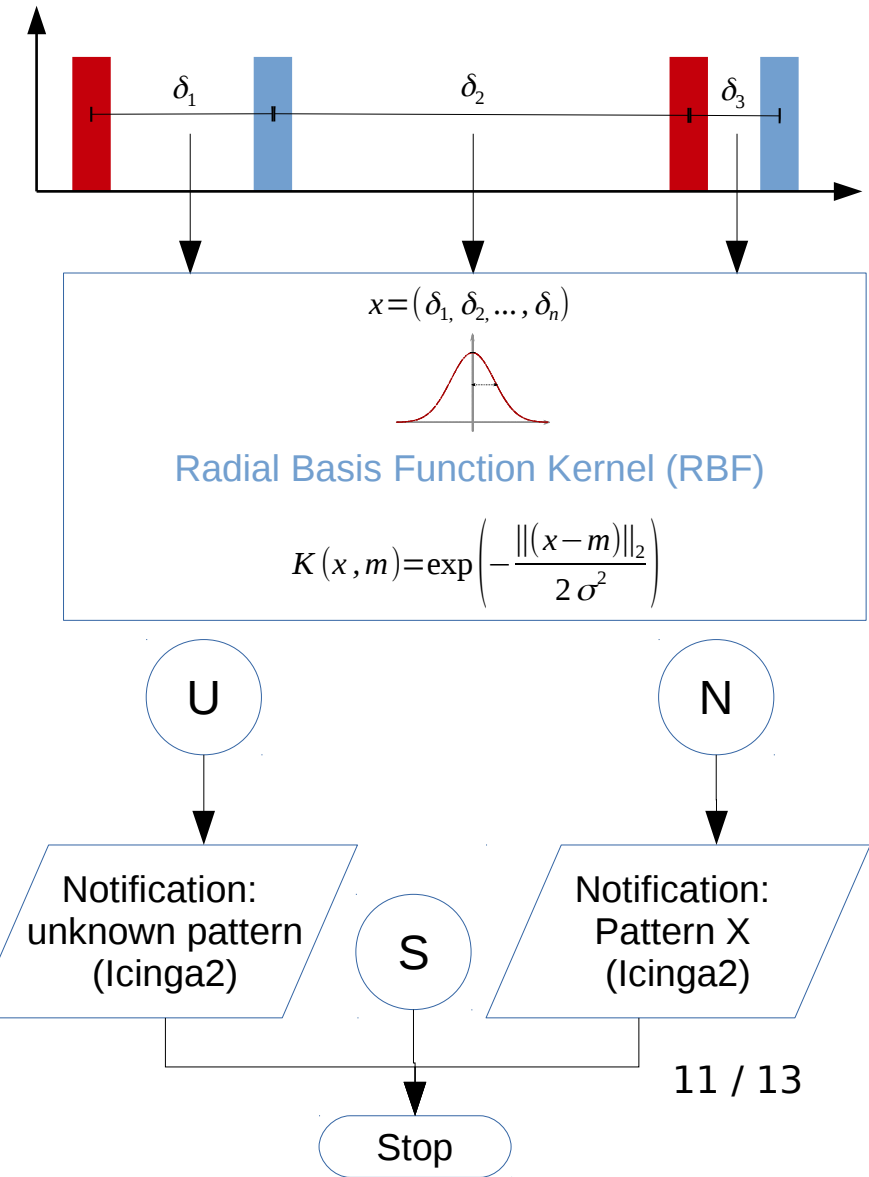 δ₁ δ₂ δ₃
x=(δ₁, δ₂, ..., δₙ)
Radial Basis Function Kernel (RBF)
K(x,m)=exp(−‖(x−m)‖₂/2σ²)
U N
Notification:
unknown pattern
(Icinga2)
S
Notification:
Pattern X
(Icinga2)
11 / 13
Stop